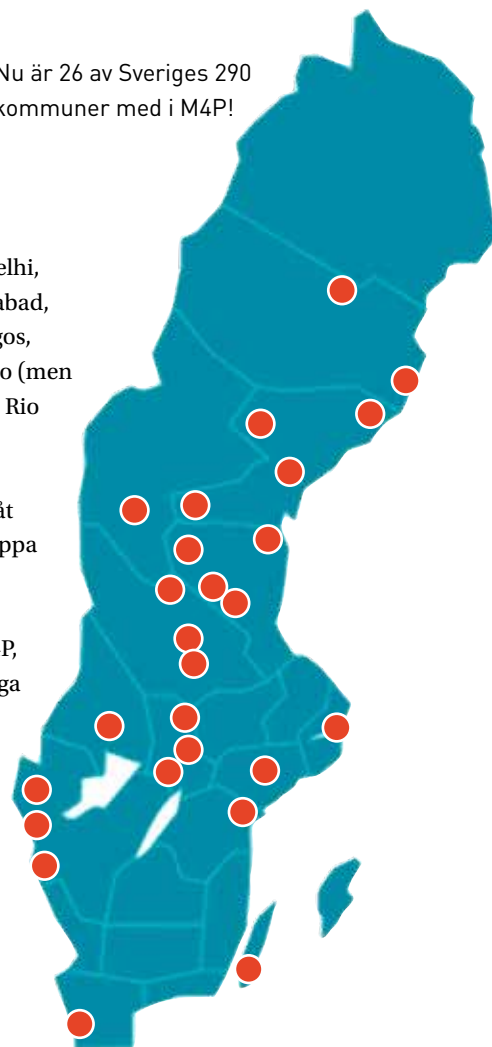 Nu är 26 av Sveriges 290
kommuner med i M4P!
elhi,
abad,
gos,
o (men
Rio
åt
ppa
P,
ga